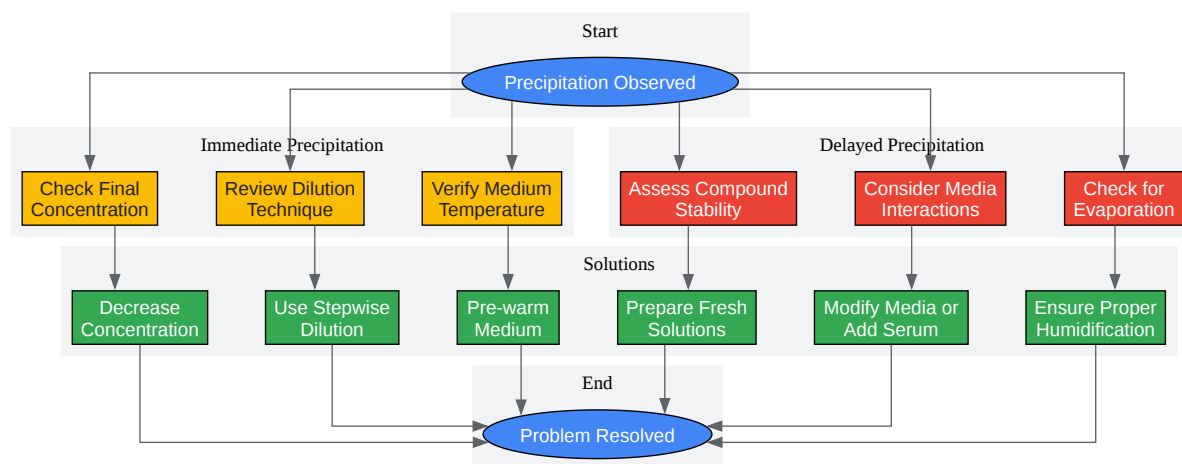 Start
Precipitation Observed
Immediate Precipitation
Delayed Precipitation
Check Final
Concentration
Review Dilution
Technique
Verify Medium
Temperature
Assess Compound
Stability
Consider Media
Interactions
Check for
Evaporation
Solutions
Decrease
Concentration
Use Stepwise
Dilution
Pre-warm
Medium
Prepare Fresh
Solutions
Modify Media or
Add Serum
Ensure Proper
Humidification
End
Problem Resolved